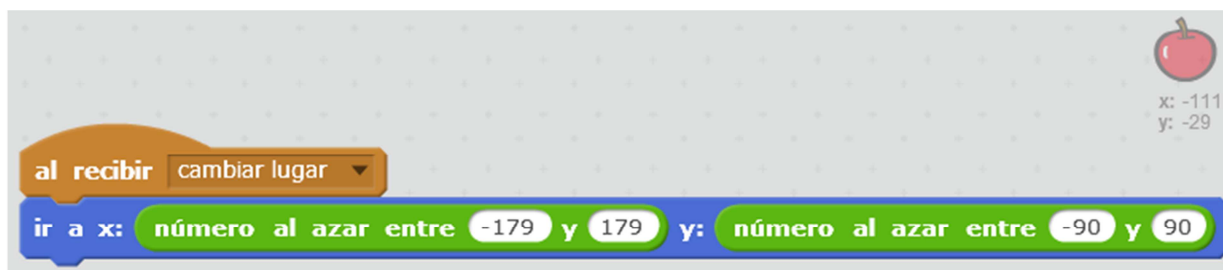 x: -111
y: -29
al recibir cambiar lugar
ir a x: número al azar entre -179 y 179 y: número al azar entre -90 y 90